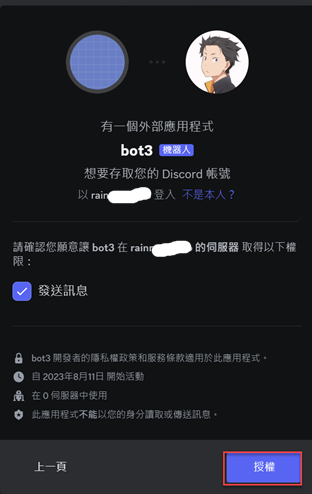 有一個外部應用程式
bot3 機器人
想要存取您的 Discord 帳號
以 rain 登入 不是本人？
請確認您願意讓 bot3 在 rainr 的伺服器 取得以下權
限：
發送訊息
bot3 開發者的隱私權政策和服務條款適用於此應用程式。
自 2023年8月11日 開始活動
在 0 伺服器中使用
此應用程式不能以您的身分讀取或傳送訊息。
上一頁
授權